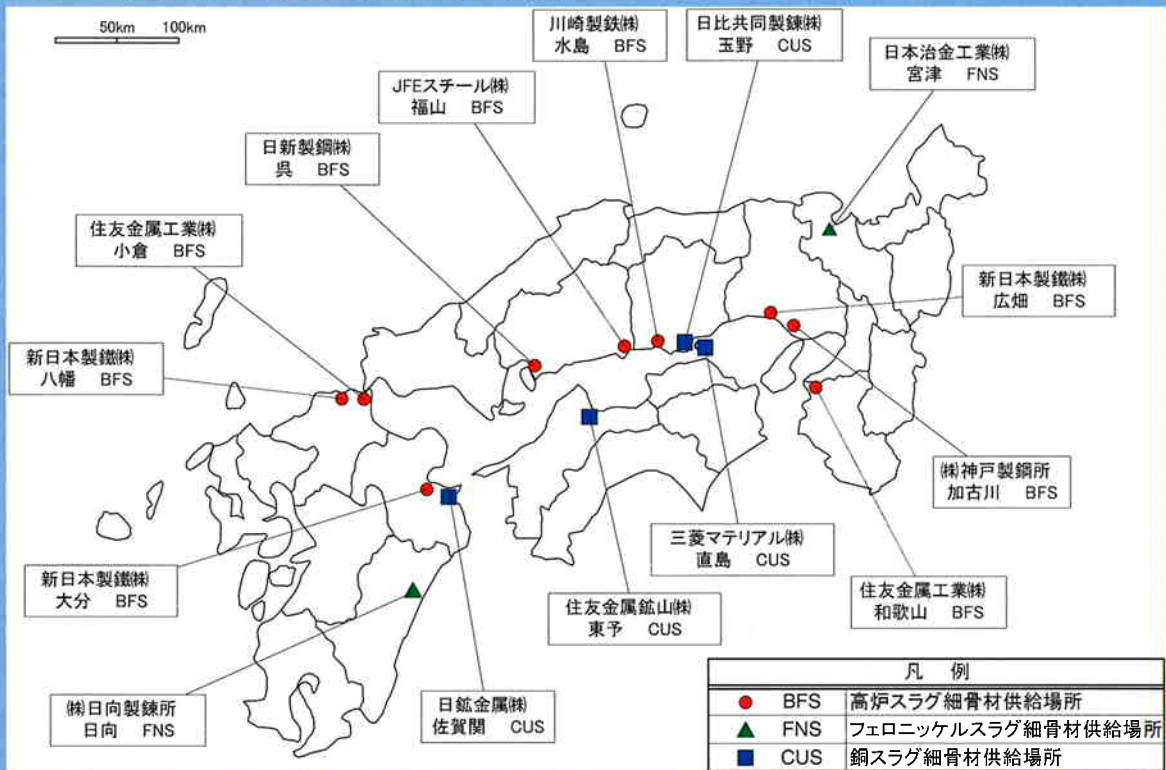 50km 100km
川崎製鉄㈱
水島 BFS
日比共同製錬㈱
玉野 CUS
日本冶金工業㈱
宮津 FNS
JFEスチール㈱
福山 BFS
日新製鋼㈱
呉 BFS
住友金属工業㈱
小倉 BFS
新日本製鐵㈱
広畑 BFS
新日本製鐵㈱
八幡 BFS
㈱神戸製鋼所
加古川 BFS
三菱マテリアル㈱
直島 CUS
新日本製鐵㈱
大分 BFS
住友金属鉱山㈱
東予 CUS
住友金属工業㈱
和歌山 BFS
㈱日向製錬所
日向 FNS
日鉱金属㈱
佐賀関 CUS
凡 例
BFS 高炉スラグ細骨材供給場所
FNS フェロニッケルスラグ細骨材供給場所
CUS 銅スラグ細骨材供給場所